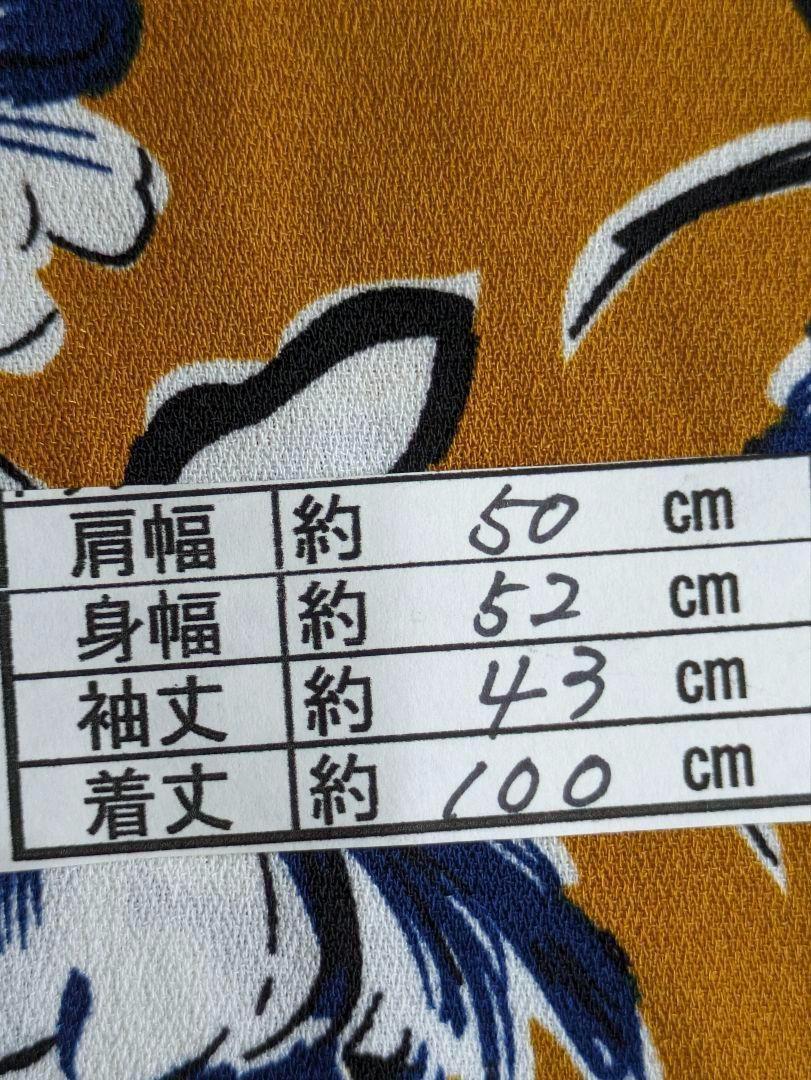 肩幅 約 50 cm
身幅 約 52 cm
袖丈 約 43 cm
着丈 約 100 cm